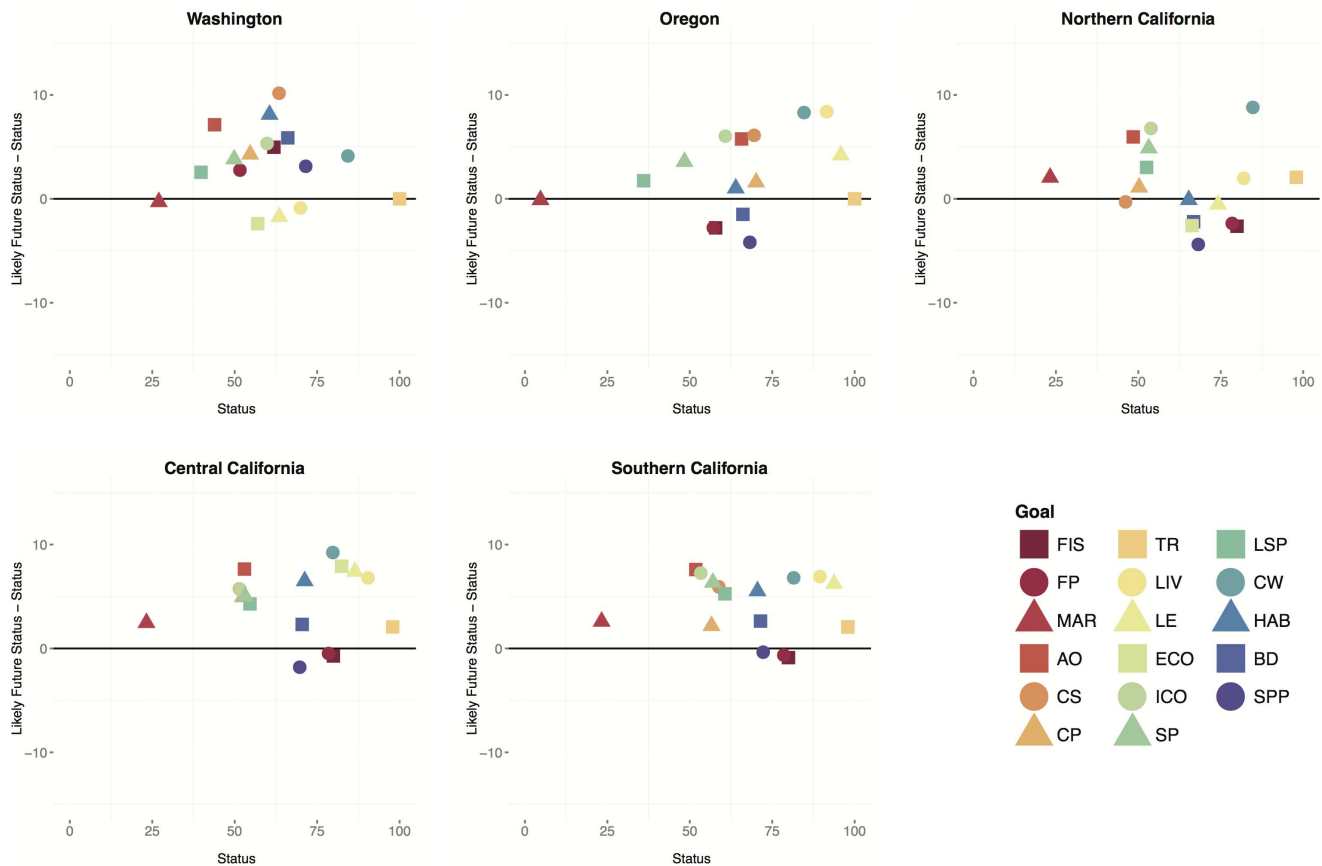 Washington
Likely Future Status – Status
10
0
−10
0 25 50 75 100
Status
Oregon
Likely Future Status – Status
10
0
−10
0 25 50 75 100
Status
Northern California
Likely Future Status – Status
10
0
−10
0 25 50 75 100
Status
Central California
Likely Future Status – Status
10
0
−10
0 25 50 75 100
Status
Southern California
Likely Future Status – Status
10
0
−10
0 25 50 75 100
Status
Goal
FIS TR LSP
FP LIV CW
MAR LE HAB
AO ECO BD
CS ICO SPP
CP SP